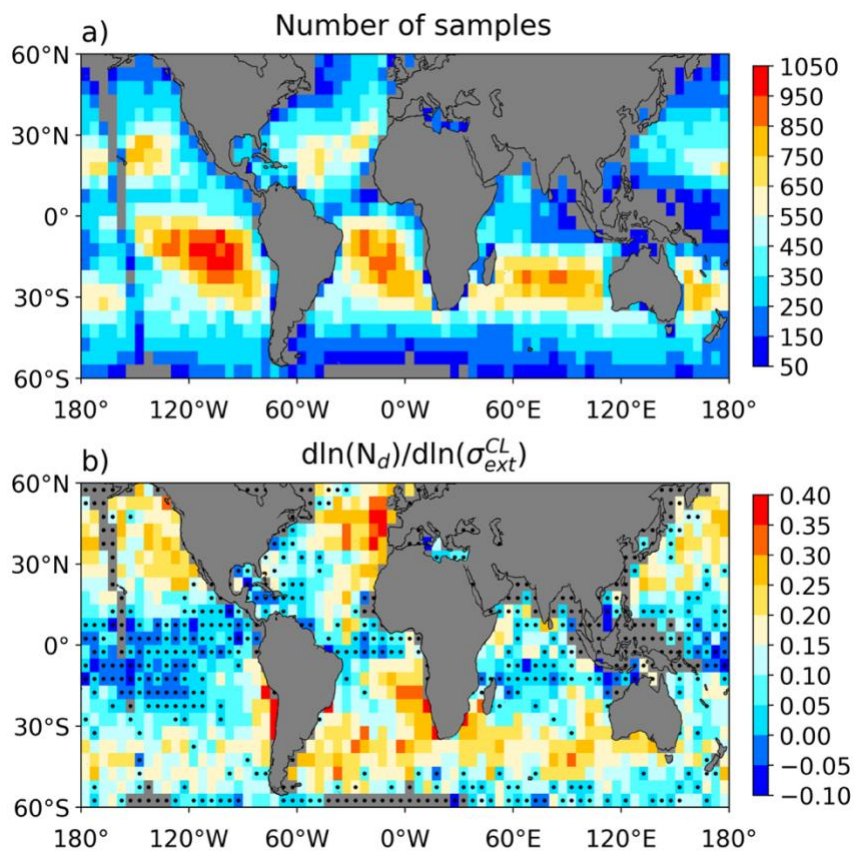 a) Number of samples
60°N
30°N
0°
30°S
60°S
180° 120°W 60°W 0°W 60°E 120°E 180°
1050
950
850
750
650
550
450
350
250
150
50
b) dln(N_d)/dln(σ_ext^CL)
60°N
30°N
0°
30°S
60°S
180° 120°W 60°W 0°W 60°E 120°E 180°
0.40
0.35
0.30
0.25
0.20
0.15
0.10
0.05
0.00
−0.05
−0.10